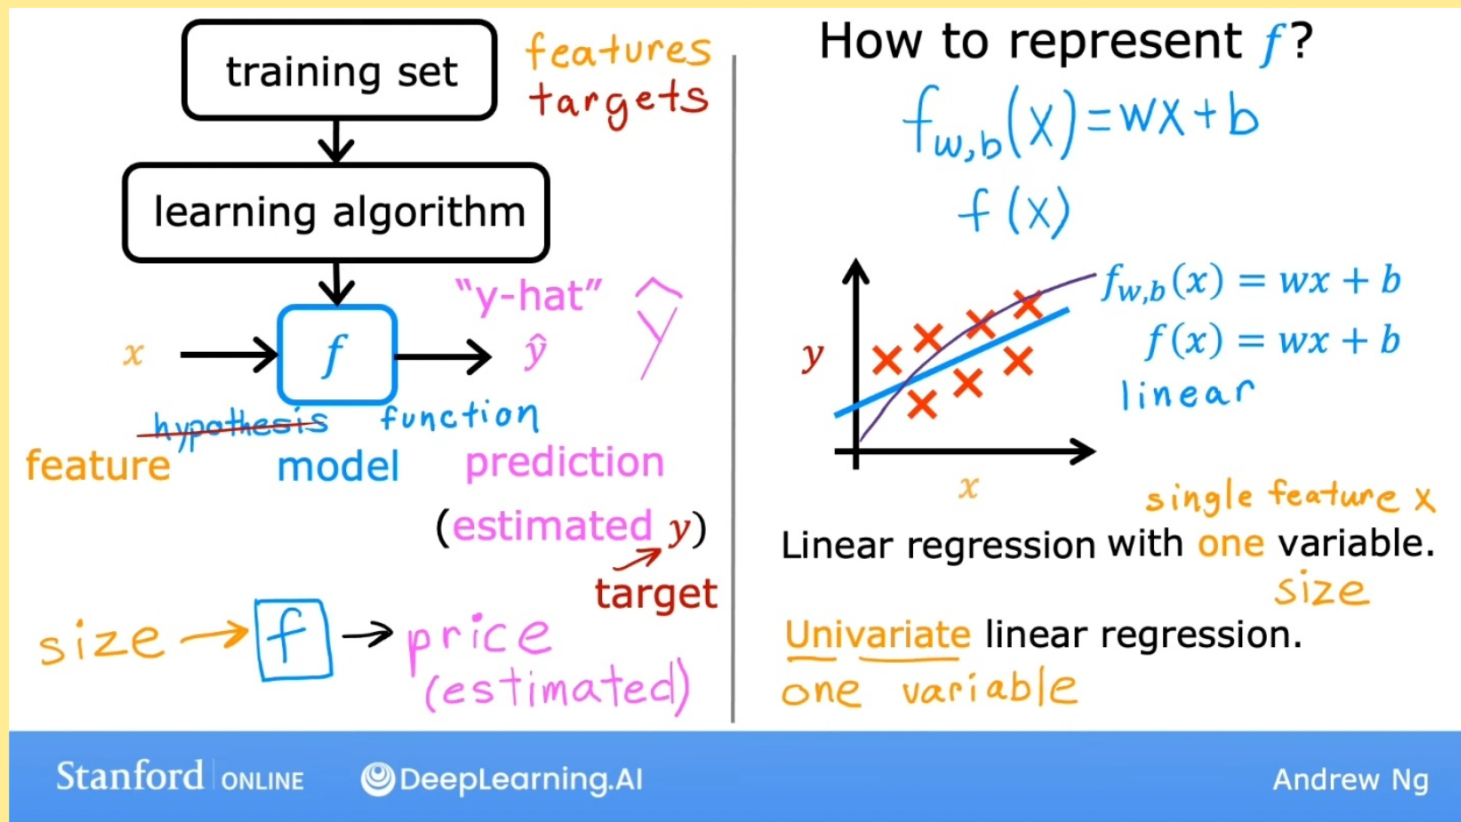 training set
features
targets
learning algorithm
"y-hat"
x
f
ŷ
ŷ
hypothesis
function
feature
model
prediction
(estimated y)
target
size → f → price
(estimated)
How to represent f?
f_{w,b}(x)=wx+b
f(x)
f_{w,b}(x) = wx + b
f(x) = wx + b
linear
y
x
single feature x
Linear regression with one variable.
size
Univariate linear regression.
one variable
Stanford ONLINE
DeepLearning.AI
Andrew Ng